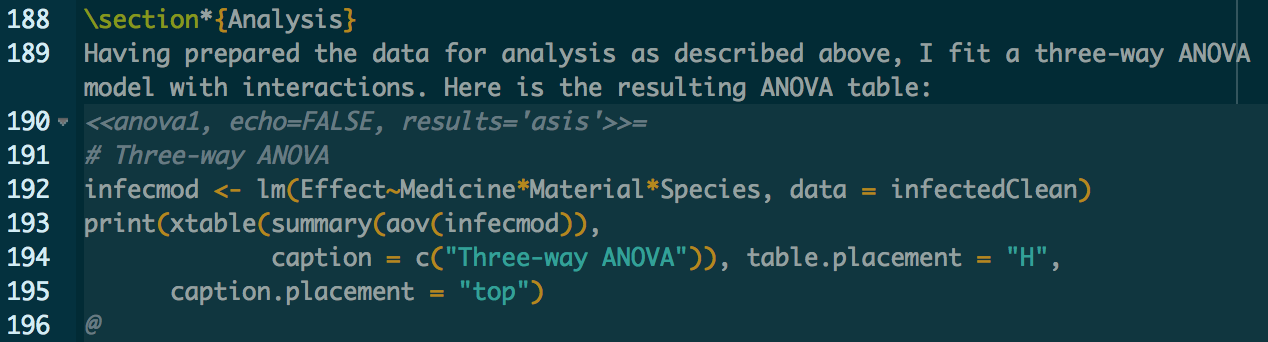 188 \section*{Analysis}
189 Having prepared the data for analysis as described above, I fit a three-way ANOVA
model with interactions. Here is the resulting ANOVA table:
190 <<anova1, echo=FALSE, results='asis'>>=
191 # Three-way ANOVA
192 infecmod <- lm(Effect~Medicine*Material*Species, data = infectedClean)
193 print(xtable(summary(aov(infecmod)),
194 caption = c("Three-way ANOVA")), table.placement = "H",
195 caption.placement = "top")
196 @